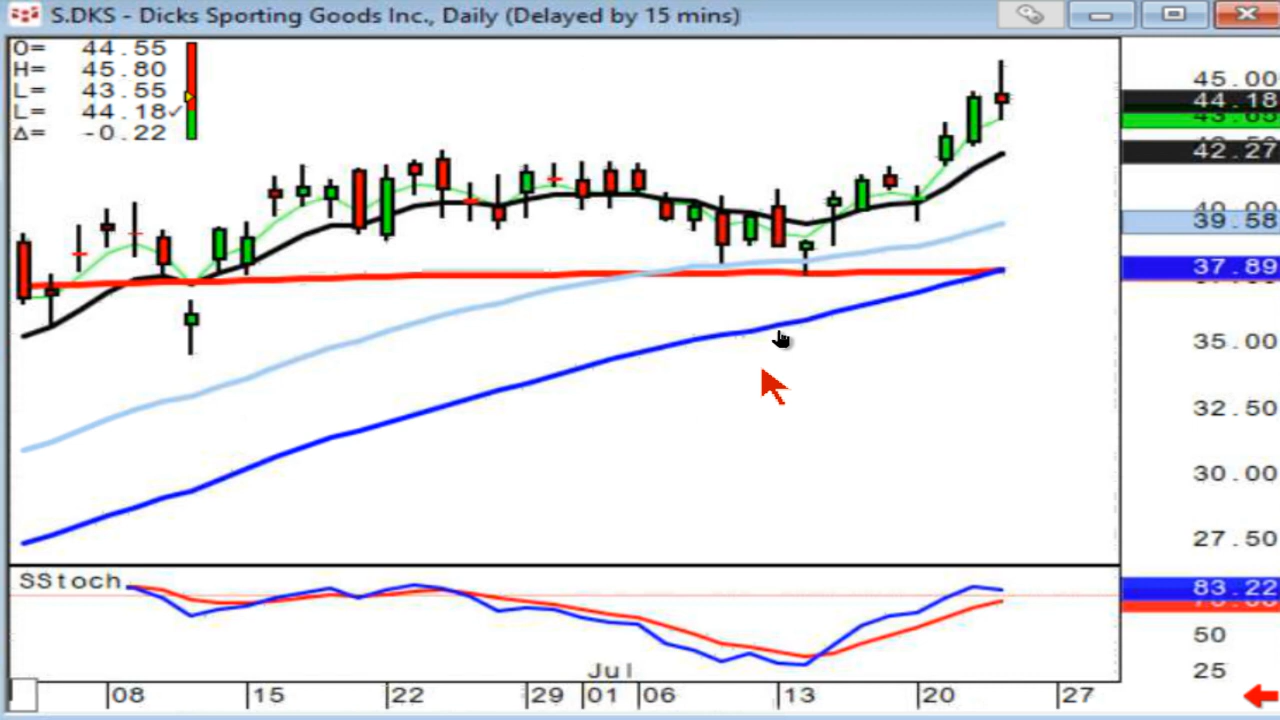 S.DKS - Dicks Sporting Goods Inc., Daily (Delayed by 15 mins)
O= 44.55
H= 45.80
L= 43.55
L= 44.18✓
Δ= -0.22
45.00
44.18
42.27
39.58
37.89
35.00
32.50
30.00
27.50
SStoch
83.22
50
25
Jul
08 15 22 29 01 06 13 20 27